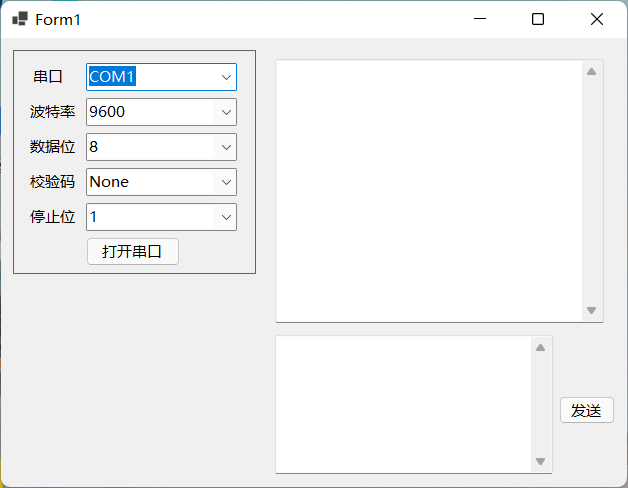 Form1
串口 COM1
波特率 9600
数据位 8
校验码 None
停止位 1
打开串口
发送